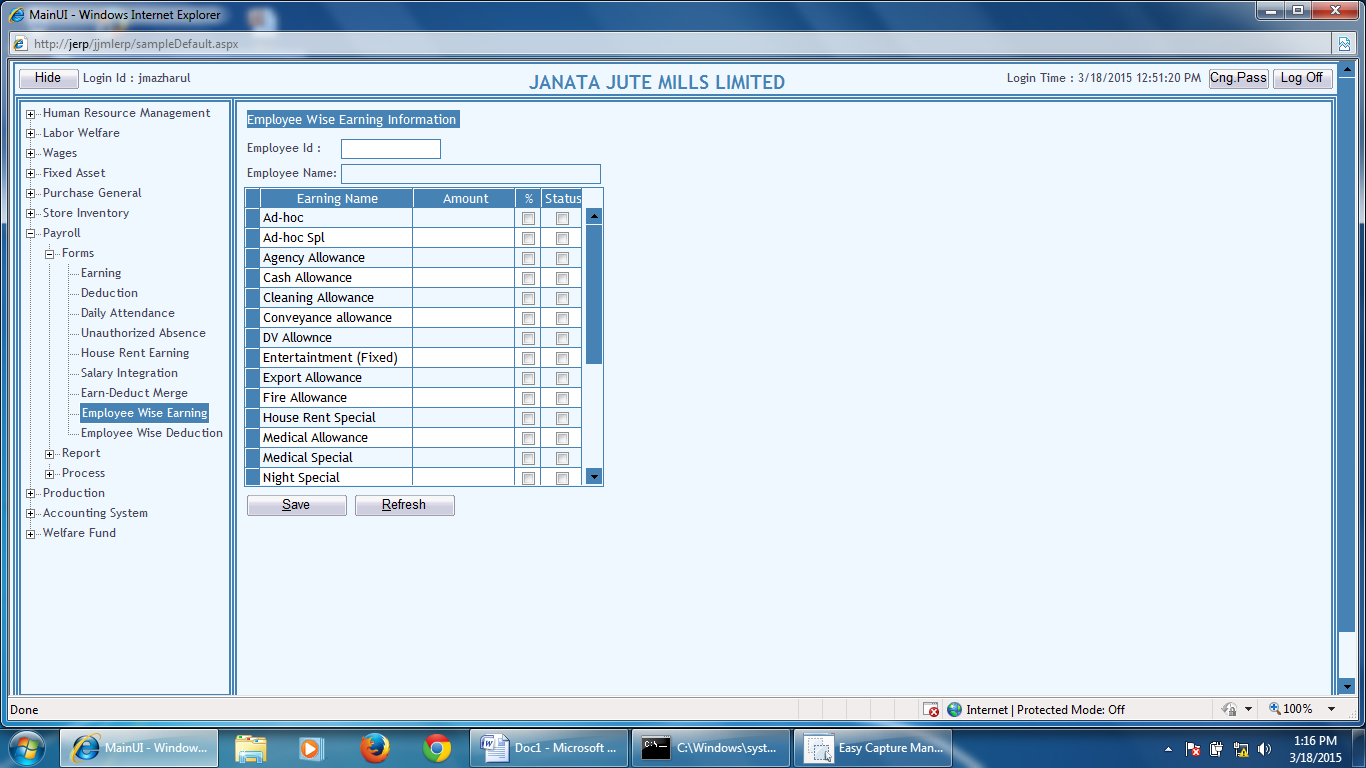 MainUI - Windows Internet Explorer
http://jerp/jjmlerp/sampleDefault.aspx
Hide Login Id : jmazharul JANATA JUTE MILLS LIMITED Login Time : 3/18/2015 12:51:20 PM Cng.Pass Log Off
Human Resource Management
Labor Welfare
Wages
Fixed Asset
Purchase General
Store Inventory
Payroll
Forms
Earning
Deduction
Daily Attendance
Unauthorized Absence
House Rent Earning
Salary Integration
Earn-Deduct Merge
Employee Wise Earning
Employee Wise Deduction
Report
Process
Production
Accounting System
Welfare Fund
Employee Wise Earning Information
Employee Id :
Employee Name:
Earning Name Amount % Status
Ad-hoc
Ad-hoc Spl
Agency Allowance
Cash Allowance
Cleaning Allowance
Conveyance allowance
DV Allownce
Entertaintment (Fixed)
Export Allowance
Fire Allowance
House Rent Special
Medical Allowance
Medical Special
Night Special
Save Refresh
Done Internet | Protected Mode: Off 100%
MainUI - Window... Doc1 - Microsoft ... C:\Windows\syst... Easy Capture Man... 1:16 PM
3/18/2015